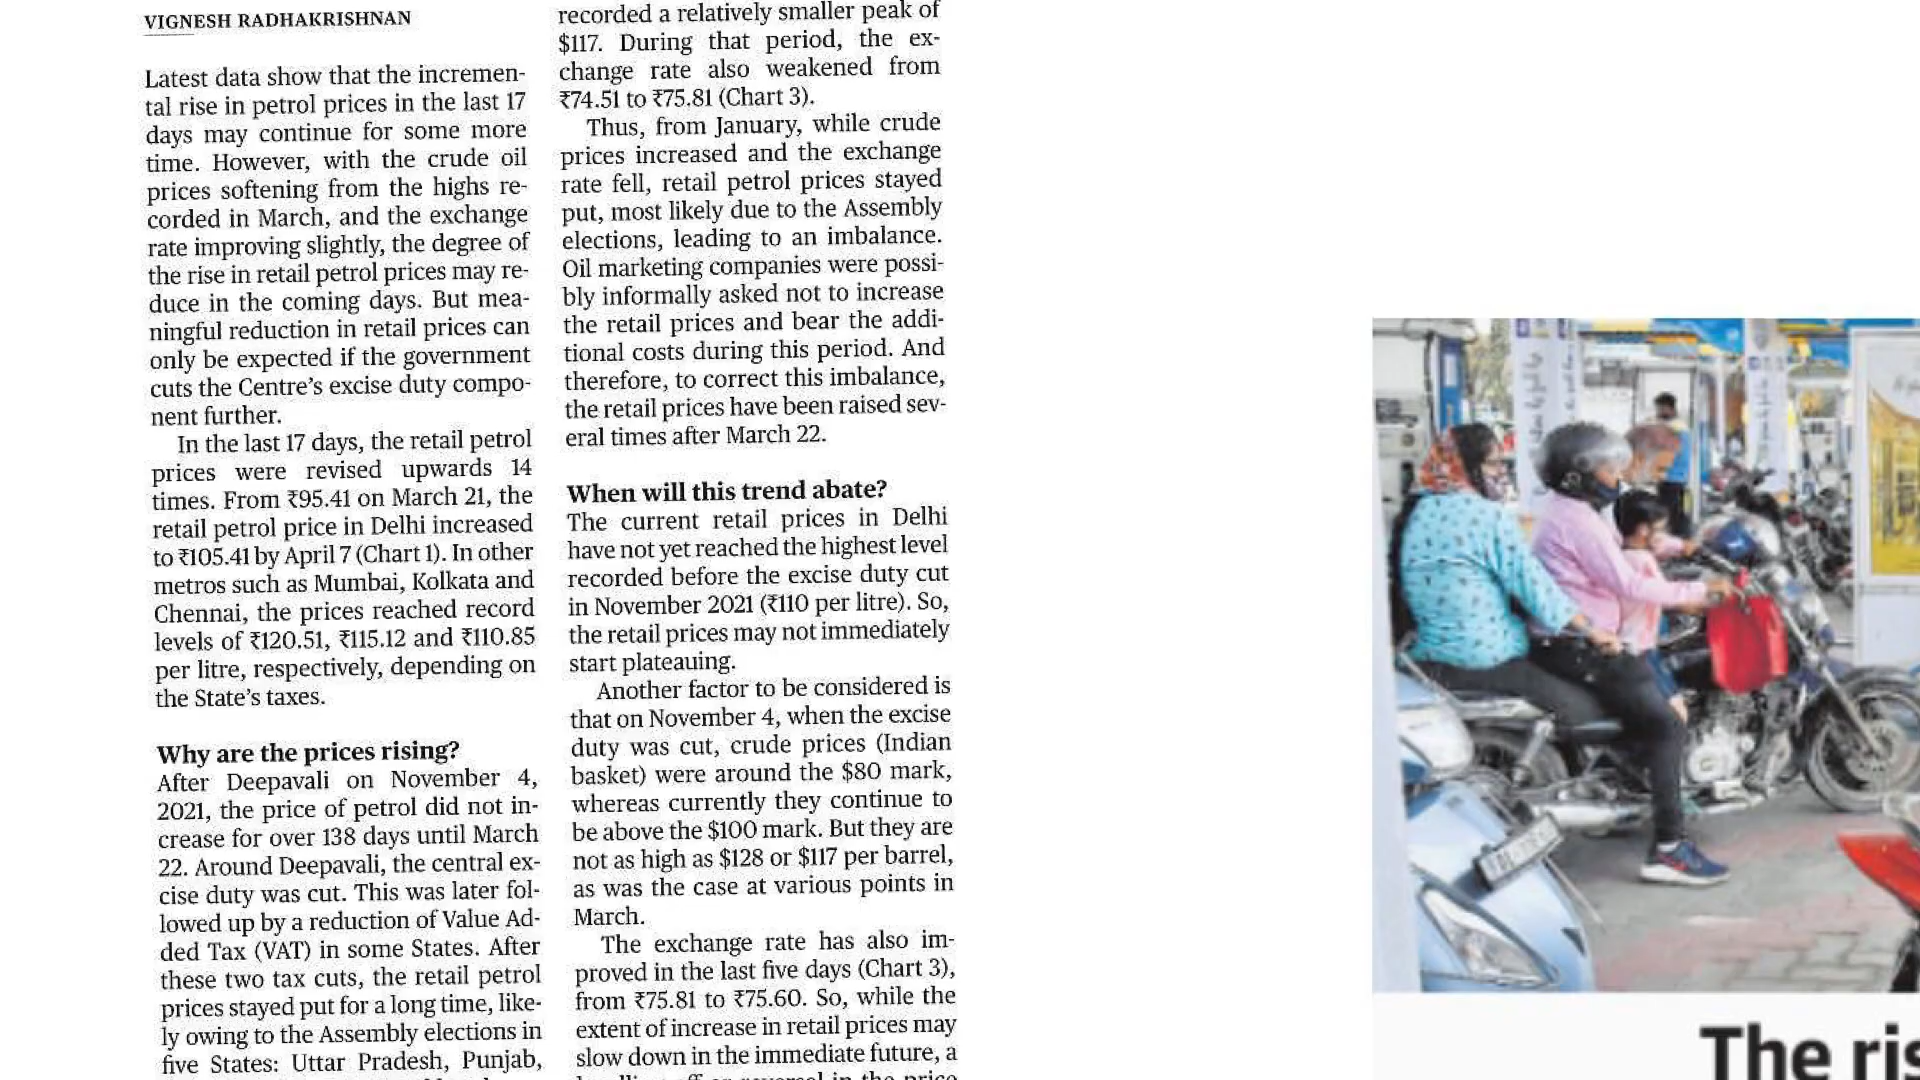 VIGNESH RADHAKRISHNAN
Latest data show that the incremen-
tal rise in petrol prices in the last 17
days may continue for some more
time. However, with the crude oil
prices softening from the highs re-
corded in March, and the exchange
rate improving slightly, the degree of
the rise in retail petrol prices may re-
duce in the coming days. But mea-
ningful reduction in retail prices can
only be expected if the government
cuts the Centre's excise duty compo-
nent further.
In the last 17 days, the retail petrol
prices were revised upwards 14
times. From ₹95.41 on March 21, the
retail petrol price in Delhi increased
to ₹105.41 by April 7 (Chart 1). In other
metros such as Mumbai, Kolkata and
Chennai, the prices reached record
levels of ₹120.51, ₹115.12 and ₹110.85
per litre, respectively, depending on
the State's taxes.
Why are the prices rising?
After Deepavali on November 4,
2021, the price of petrol did not in-
crease for over 138 days until March
22. Around Deepavali, the central ex-
cise duty was cut. This was later fol-
lowed up by a reduction of Value Ad-
ded Tax (VAT) in some States. After
these two tax cuts, the retail petrol
prices stayed put for a long time, like-
ly owing to the Assembly elections in
five States: Uttar Pradesh, Punjab,
recorded a relatively smaller peak of
$117. During that period, the ex-
change rate also weakened from
₹74.51 to ₹75.81 (Chart 3).
Thus, from January, while crude
prices increased and the exchange
rate fell, retail petrol prices stayed
put, most likely due to the Assembly
elections, leading to an imbalance.
Oil marketing companies were possi-
bly informally asked not to increase
the retail prices and bear the addi-
tional costs during this period. And
therefore, to correct this imbalance,
the retail prices have been raised sev-
eral times after March 22.
When will this trend abate?
The current retail prices in Delhi
have not yet reached the highest level
recorded before the excise duty cut
in November 2021 (₹110 per litre). So,
the retail prices may not immediately
start plateauing.
Another factor to be considered is
that on November 4, when the excise
duty was cut, crude prices (Indian
basket) were around the $80 mark,
whereas currently they continue to
be above the $100 mark. But they are
not as high as $128 or $117 per barrel,
as was the case at various points in
March.
The exchange rate has also im-
proved in the last five days (Chart 3),
from ₹75.81 to ₹75.60. So, while the
extent of increase in retail prices may
slow down in the immediate future, a
The ris